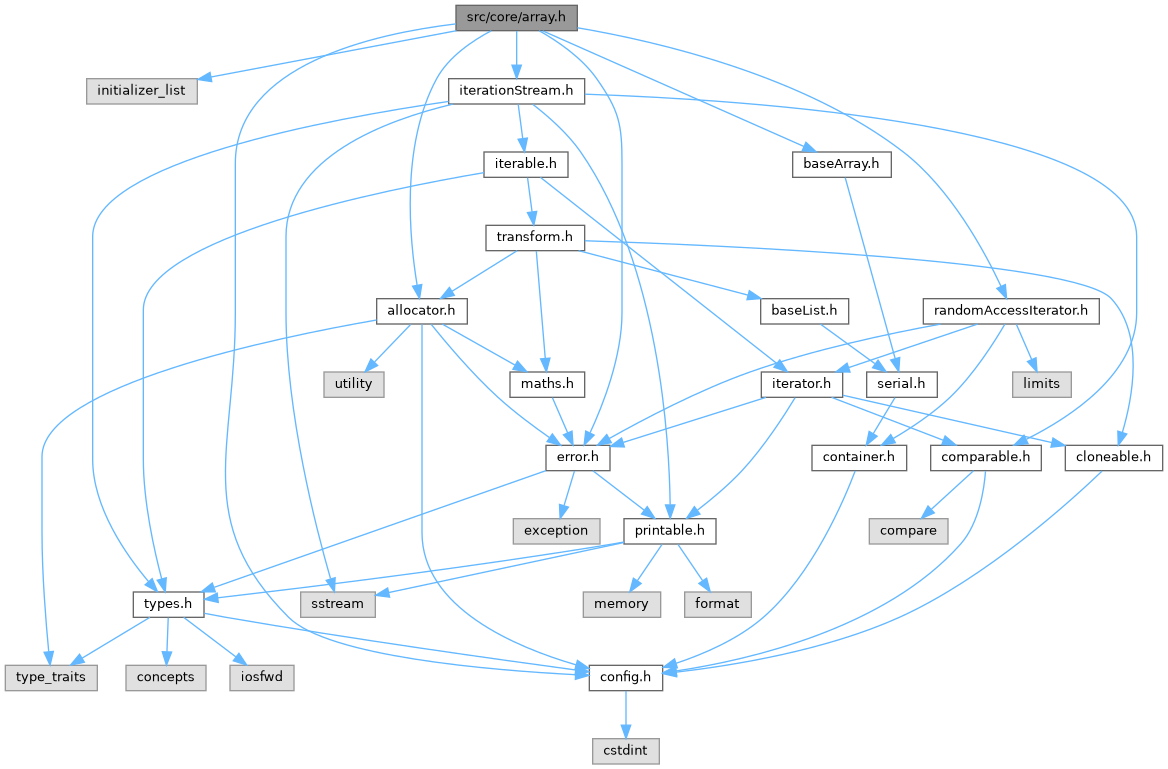 src/core/array.h
initializer_list
iterationStream.h
iterable.h
baseArray.h
transform.h
allocator.h
baseList.h
randomAccessIterator.h
utility
maths.h
iterator.h
serial.h
limits
error.h
container.h
comparable.h
cloneable.h
exception
printable.h
compare
types.h
sstream
memory
format
type_traits
concepts
iosfwd
config.h
cstdint